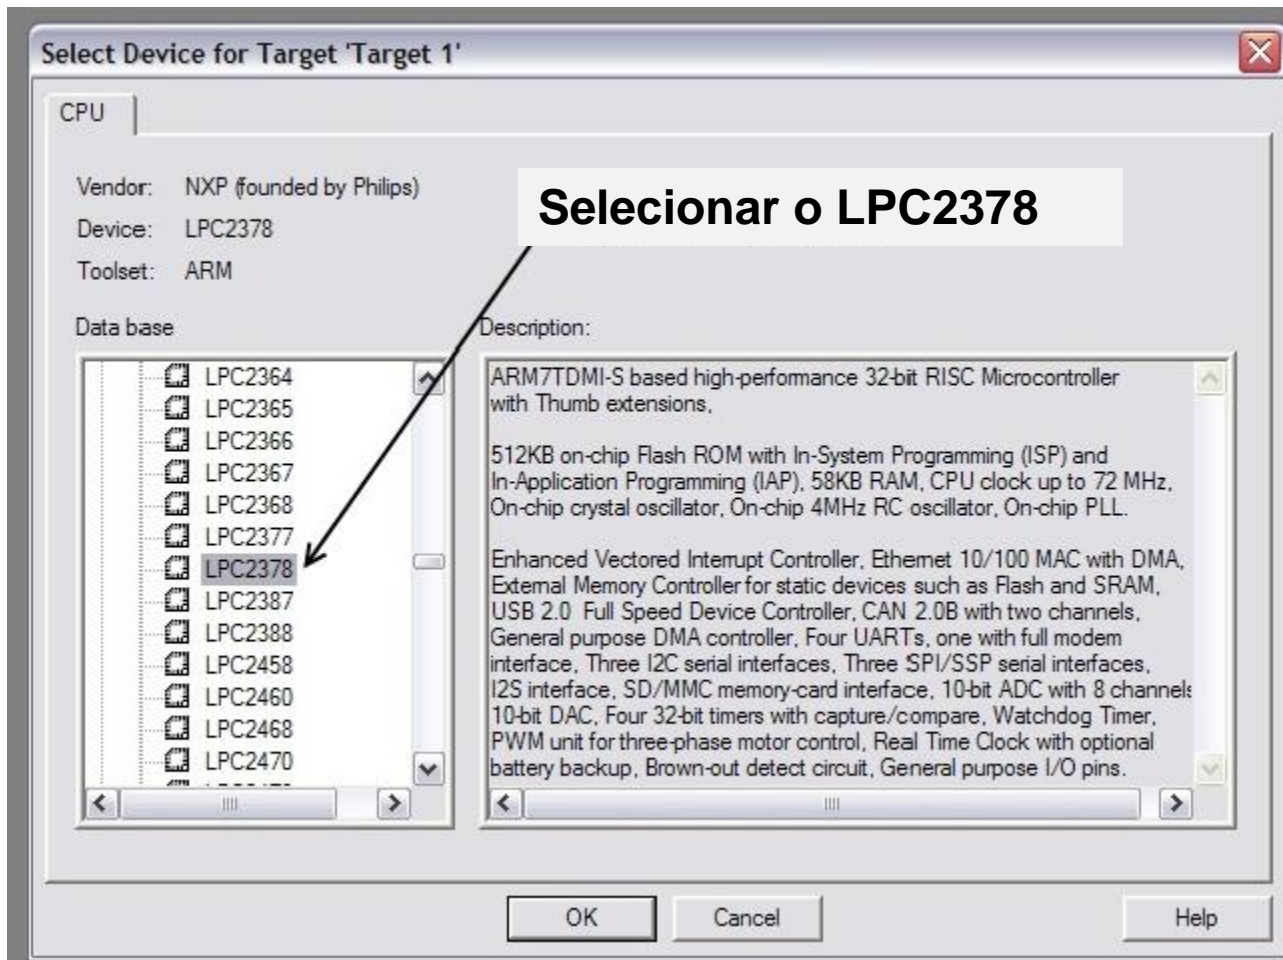 Select Device for Target 'Target 1'
CPU
Vendor: NXP (founded by Philips)
Selecionar o LPC2378
Device: LPC2378
Toolset: ARM
Data base
LPC2364
LPC2365
LPC2366
LPC2367
LPC2368
LPC2377
LPC2378
LPC2387
LPC2388
LPC2458
LPC2460
LPC2468
LPC2470
Description:
ARM7TDMI-S based high-performance 32-bit RISC Microcontroller
with Thumb extensions,
512KB on-chip Flash ROM with In-System Programming (ISP) and
In-Application Programming (IAP), 58KB RAM, CPU clock up to 72 MHz,
On-chip crystal oscillator, On-chip 4MHz RC oscillator, On-chip PLL.
Enhanced Vectored Interrupt Controller, Ethernet 10/100 MAC with DMA,
External Memory Controller for static devices such as Flash and SRAM,
USB 2.0 Full Speed Device Controller, CAN 2.0B with two channels,
General purpose DMA controller, Four UARTs, one with full modem
interface, Three I2C serial interfaces, Three SPI/SSP serial interfaces,
I2S interface, SD/MMC memory-card interface, 10-bit ADC with 8 channels
10-bit DAC, Four 32-bit timers with capture/compare, Watchdog Timer,
PWM unit for three-phase motor control, Real Time Clock with optional
battery backup, Brown-out detect circuit, General purpose I/O pins.
OK
Cancel
Help